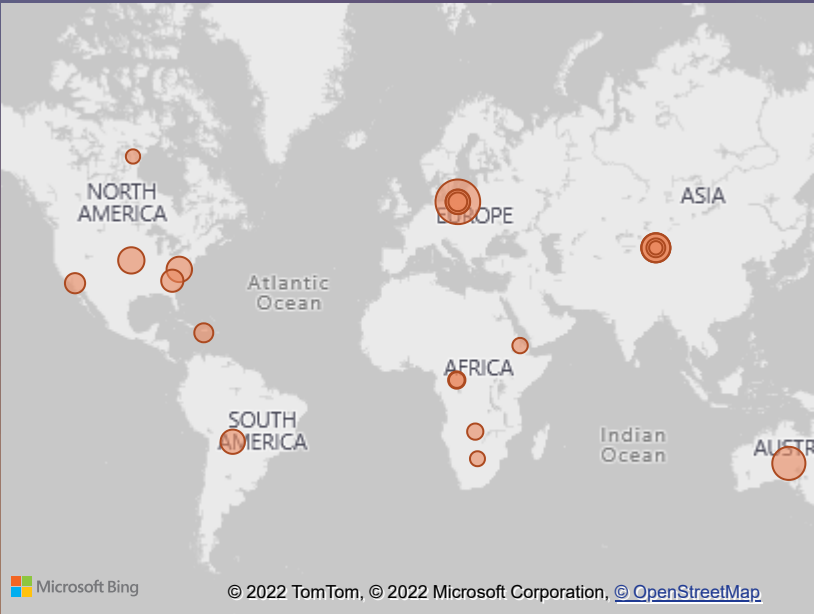 NORTH
AMERICA
EUROPE
ASIA
Atlantic
Ocean
AFRICA
SOUTH
AMERICA
Indian
Ocean
AUSTR
Microsoft Bing
© 2022 TomTom, © 2022 Microsoft Corporation, © OpenStreetMap